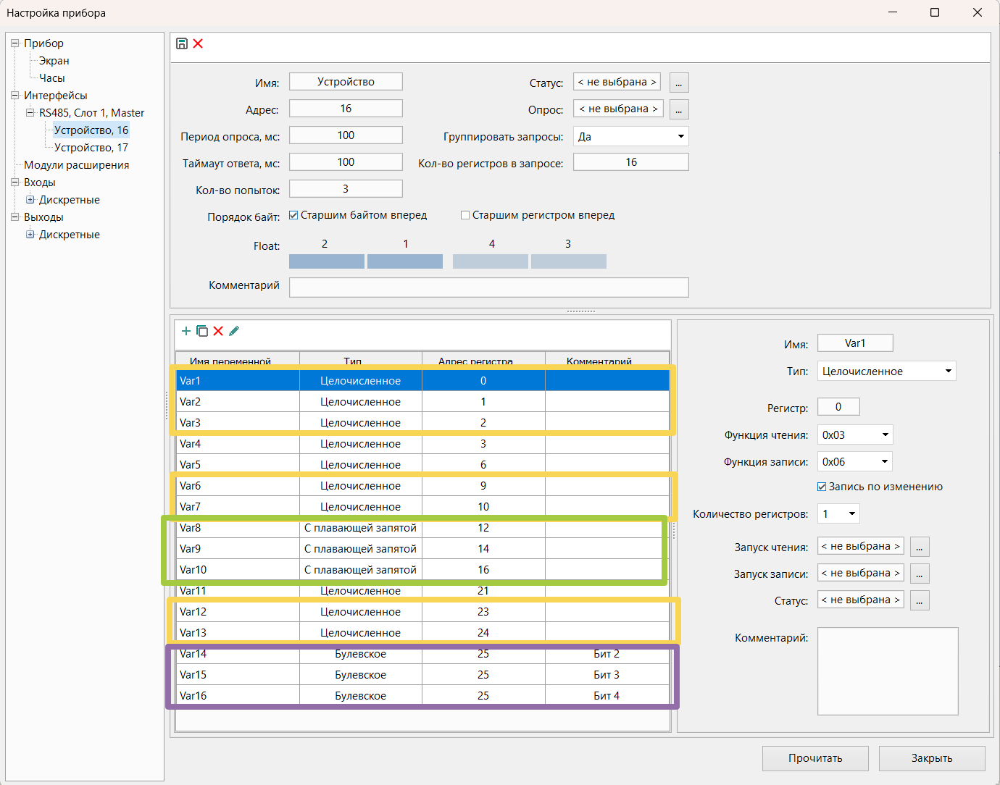 Настройка прибора
Прибор
Экран
Часы
Интерфейсы
RS485, Слот 1, Master
Устройство, 16
Устройство, 17
Модули расширения
Входы
Дискретные
Выходы
Дискретные
Имя: Устройство Статус: < не выбрана > ...
Адрес: 16 Опрос: < не выбрана > ...
Период опроса, мс: 100 Группировать запросы: Да
Таймаут ответа, мс: 100 Кол-во регистров в запросе: 16
Кол-во попыток: 3
Порядок байт: Старшим байтом вперед Старшим регистром вперед
Float: 2 1 4 3
Комментарий
Имя переменной Тип Адрес регистра Комментарий
Var1 Целочисленное 0
Var2 Целочисленное 1
Var3 Целочисленное 2
Var4 Целочисленное 3
Var5 Целочисленное 6
Var6 Целочисленное 9
Var7 Целочисленное 10
Var8 С плавающей запятой 12
Var9 С плавающей запятой 14
Var10 С плавающей запятой 16
Var11 Целочисленное 21
Var12 Целочисленное 23
Var13 Целочисленное 24
Var14 Булевское 25 Бит 2
Var15 Булевское 25 Бит 3
Var16 Булевское 25 Бит 4
Имя: Var1
Тип: Целочисленное
Регистр: 0
Функция чтения: 0x03
Функция записи: 0x06
Запись по изменению
Количество регистров: 1
Запуск чтения: < не выбрана > ...
Запуск записи: < не выбрана > ...
Статус: < не выбрана > ...
Комментарий:
Прочитать Закрыть